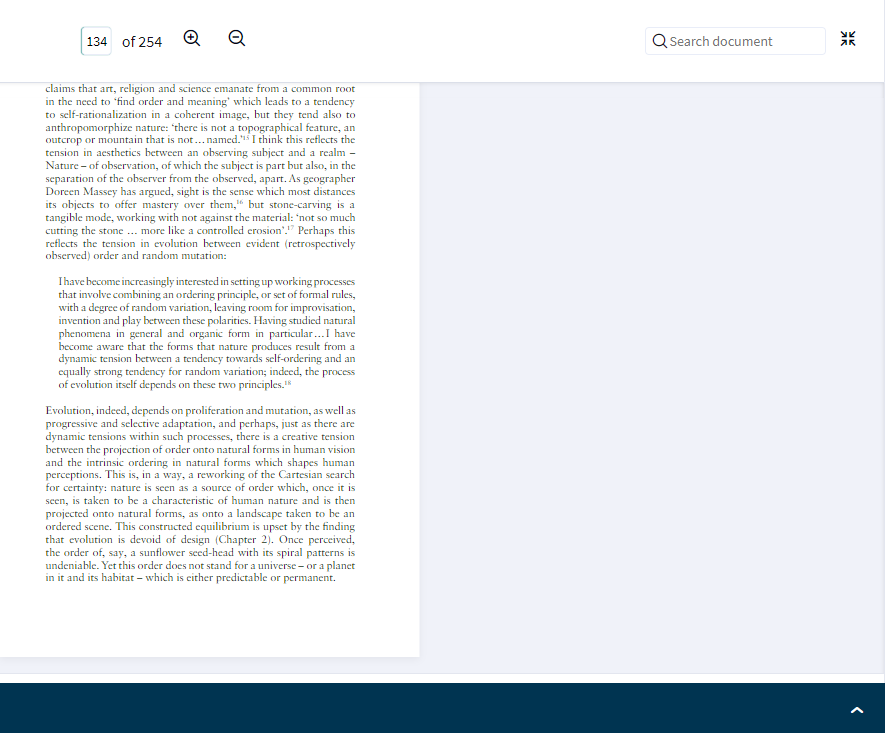 134 of 254
Search document
claims that art, religion and science emanate from a common root
in the need to ‘find order and meaning’ which leads to a tendency
to self-rationalization in a coherent image, but they tend also to
anthropomorphize nature: ‘there is not a topographical feature, an
outcrop or mountain that is not … named.’¹⁵ I think this reflects the
tension in aesthetics between an observing subject and a realm –
Nature – of observation, of which the subject is part but also, in the
separation of the observer from the observed, apart. As geographer
Doreen Massey has argued, sight is the sense which most distances
its objects to offer mastery over them,¹⁶ but stone-carving is a
tangible mode, working with not against the material: ‘not so much
cutting the stone … more like a controlled erosion’.¹⁷ Perhaps this
reflects the tension in evolution between evident (retrospectively
observed) order and random mutation:
I have become increasingly interested in setting up working processes
that involve combining an ordering principle, or set of formal rules,
with a degree of random variation, leaving room for improvisation,
invention and play between these polarities. Having studied natural
phenomena in general and organic form in particular … I have
become aware that the forms that nature produces result from a
dynamic tension between a tendency towards self-ordering and an
equally strong tendency for random variation; indeed, the process
of evolution itself depends on these two principles.¹⁸
Evolution, indeed, depends on proliferation and mutation, as well as
progressive and selective adaptation, and perhaps, just as there are
dynamic tensions within such processes, there is a creative tension
between the projection of order onto natural forms in human vision
and the intrinsic ordering in natural forms which shapes human
perceptions. This is, in a way, a reworking of the Cartesian search
for certainty: nature is seen as a source of order which, once it is
seen, is taken to be a characteristic of human nature and is then
projected onto natural forms, as onto a landscape taken to be an
ordered scene. This constructed equilibrium is upset by the finding
that evolution is devoid of design (Chapter 2). Once perceived,
the order of, say, a sunflower seed-head with its spiral patterns is
undeniable. Yet this order does not stand for a universe – or a planet
in it and its habitat – which is either predictable or permanent.